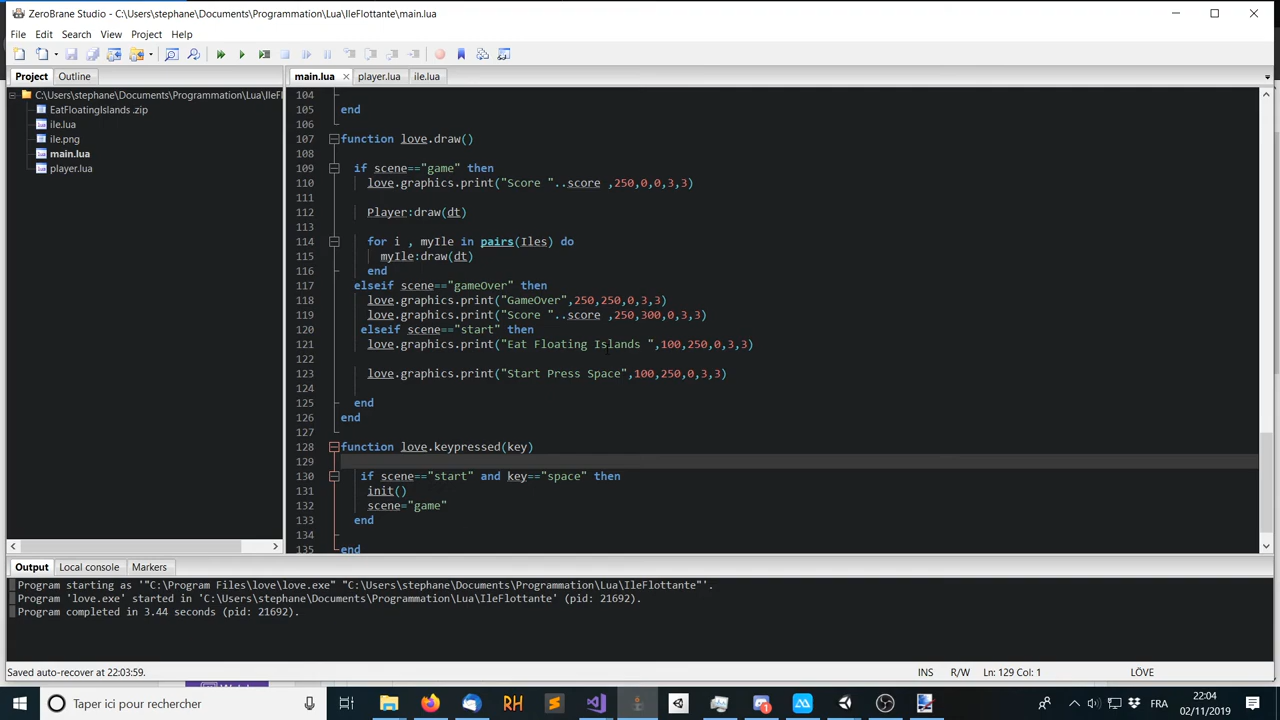 ZeroBrane Studio - C:\Users\stephane\Documents\Programmation\Lua\IleFlottante\main.lua
File Edit Search View Project Help
Project Outline
main.lua player.lua ile.lua
C:\Users\stephane\Documents\Programmation\Lua\IleFl
EatFloatingIslands .zip
ile.lua
ile.png
main.lua
player.lua
104
105 end
106
107 function love.draw()
108
109 if scene=="game" then
110 love.graphics.print("Score "..score ,250,0,0,3,3)
111
112 Player:draw(dt)
113
114 for i , myIle in pairs(Iles) do
115 myIle:draw(dt)
116 end
117 elseif scene=="gameOver" then
118 love.graphics.print("GameOver",250,250,0,3,3)
119 love.graphics.print("Score "..score ,250,300,0,3,3)
120 elseif scene=="start" then
121 love.graphics.print("Eat Floating Islands ",100,250,0,3,3)
122
123 love.graphics.print("Start Press Space",100,250,0,3,3)
124
125 end
126 end
127
128 function love.keypressed(key)
129
130 if scene=="start" and key=="space" then
131 init()
132 scene="game"
133 end
134
135 end
Output Local console Markers
Program starting as '"C:\Program Files\love\love.exe" "C:\Users\stephane\Documents\Programmation\Lua\IleFlottante"'.
Program 'love.exe' started in 'C:\Users\stephane\Documents\Programmation\Lua\IleFlottante' (pid: 21692).
Program completed in 3.44 seconds (pid: 21692).
Saved auto-recover at 22:03:59. INS R/W Ln: 129 Col: 1 LÖVE
Taper ici pour rechercher RH FRA 22:04
02/11/2019